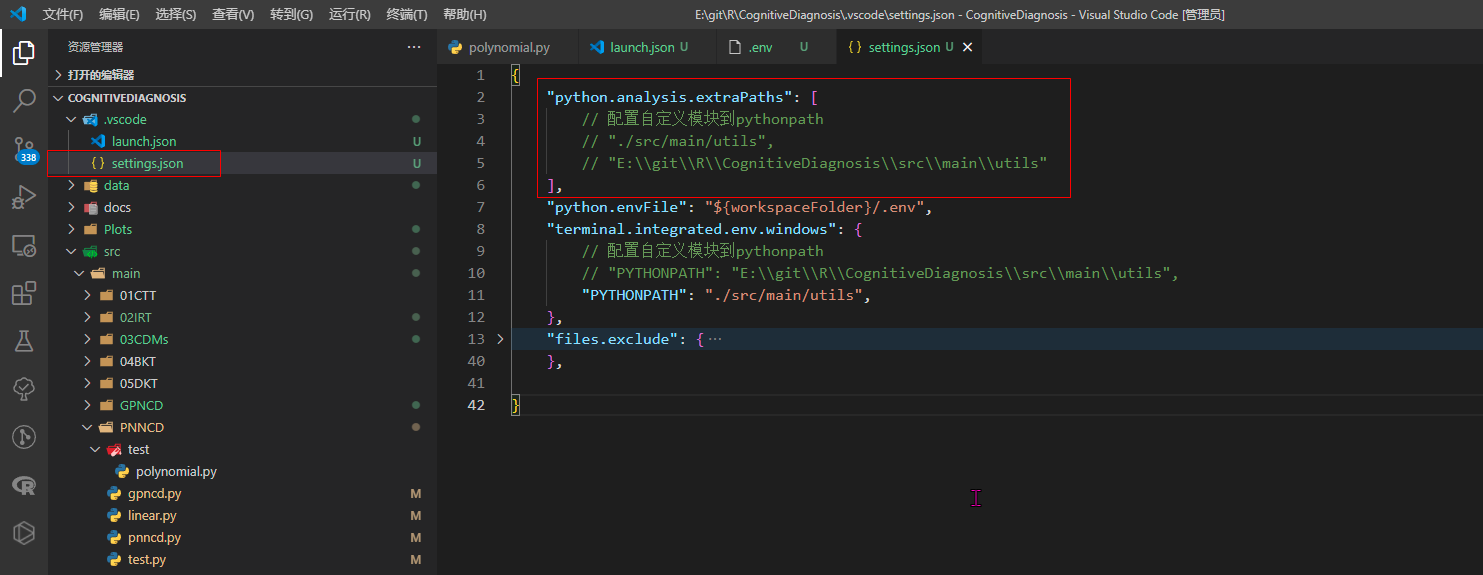 文件(F) 编辑(E) 选择(S) 查看(V) 转到(G) 运行(R) 终端(T) 帮助(H) E:\git\R\CognitiveDiagnosis\.vscode\settings.json - CognitiveDiagnosis - Visual Studio Code [管理员]
资源管理器 ···
打开的编辑器
COGNITIVEDIAGNOSIS
.vscode
launch.json U
settings.json U
data
docs
Plots
src
main
01CTT
02IRT
03CDMs
04BKT
05DKT
GPNCD
PNNCD
test
polynomial.py
gpncd.py M
linear.py M
pnncd.py M
test.py M
338
polynomial.py launch.json U .env U settings.json U
1 {
2 "python.analysis.extraPaths": [
3 // 配置自定义模块到pythonpath
4 // "./src/main/utils",
5 // "E:\\git\\R\\CognitiveDiagnosis\\src\\main\\utils"
6 ],
7 "python.envFile": "${workspaceFolder}/.env",
8 "terminal.integrated.env.windows": {
9 // 配置自定义模块到pythonpath
10 // "PYTHONPATH": "E:\\git\\R\\CognitiveDiagnosis\\src\\main\\utils",
11 "PYTHONPATH": "./src/main/utils",
12 },
13 "files.exclude": {···
40 },
41
42 }